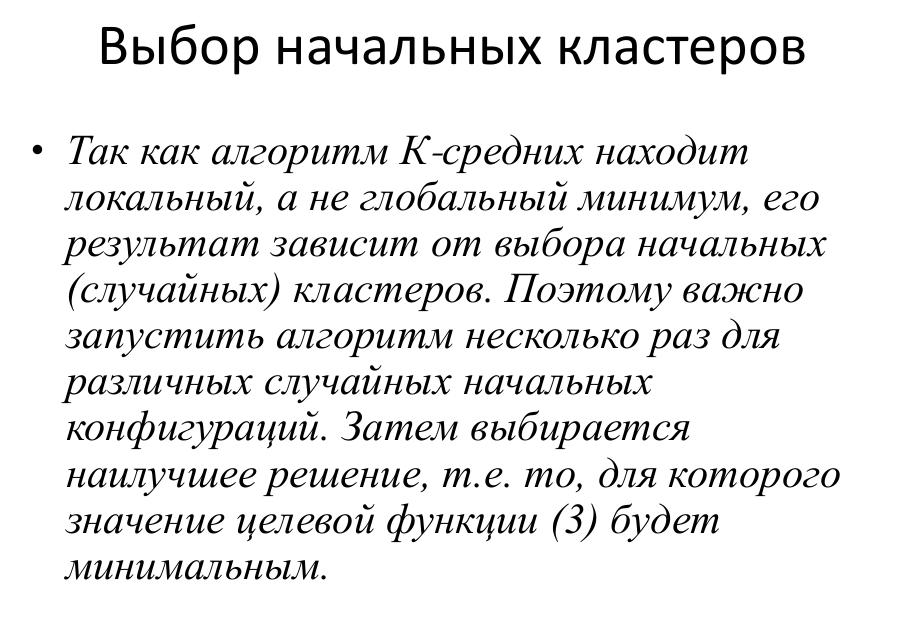 Выбор начальных кластеров
• Так как алгоритм К-средних находит
локальный, а не глобальный минимум, его
результат зависит от выбора начальных
(случайных) кластеров. Поэтому важно
запустить алгоритм несколько раз для
различных случайных начальных
конфигураций. Затем выбирается
наилучшее решение, т.е. то, для которого
значение целевой функции (3) будет
минимальным.